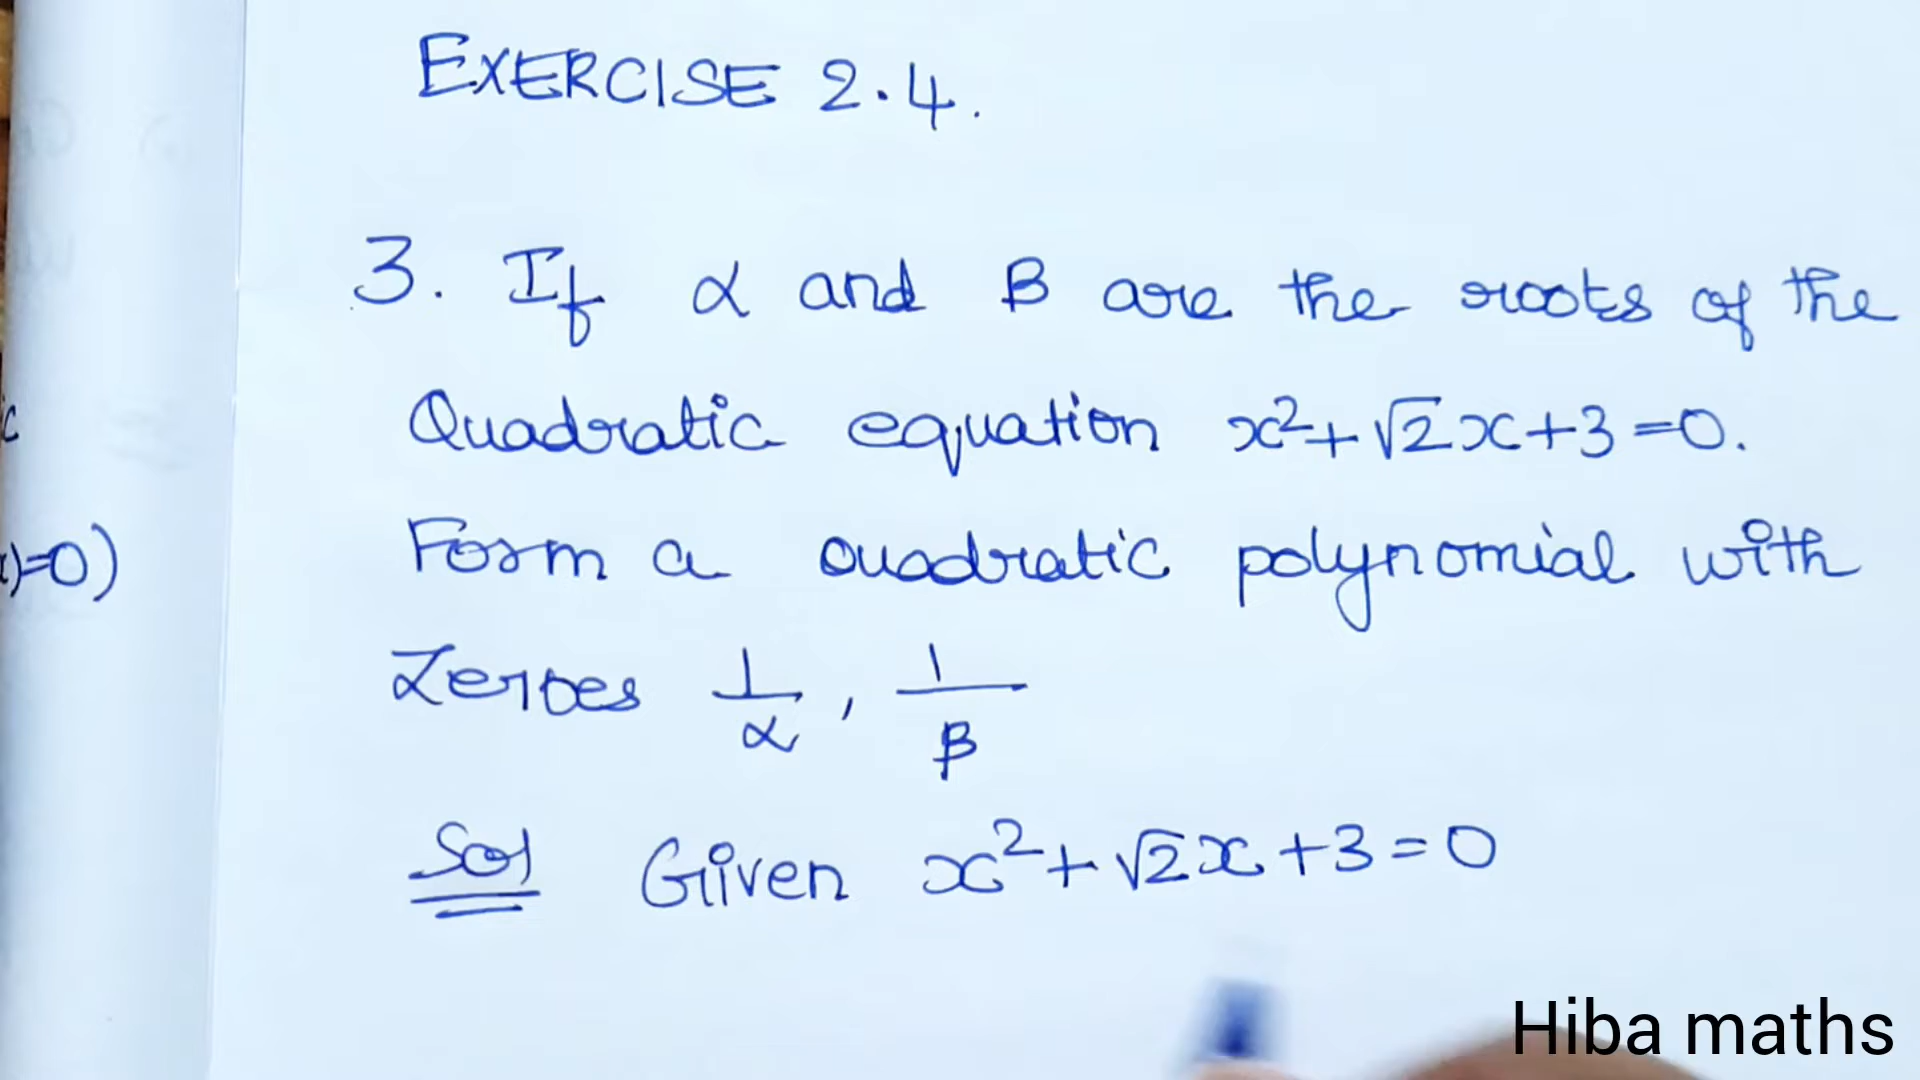 EXERCISE 2.4.
3. If α and β are the roots of the
Quadratic equation x²+√2x+3=0.
Form a quadratic polynomial with
Zeroes 1/α, 1/β
Sol Given x²+√2x+3=0
=0)
Hiba maths